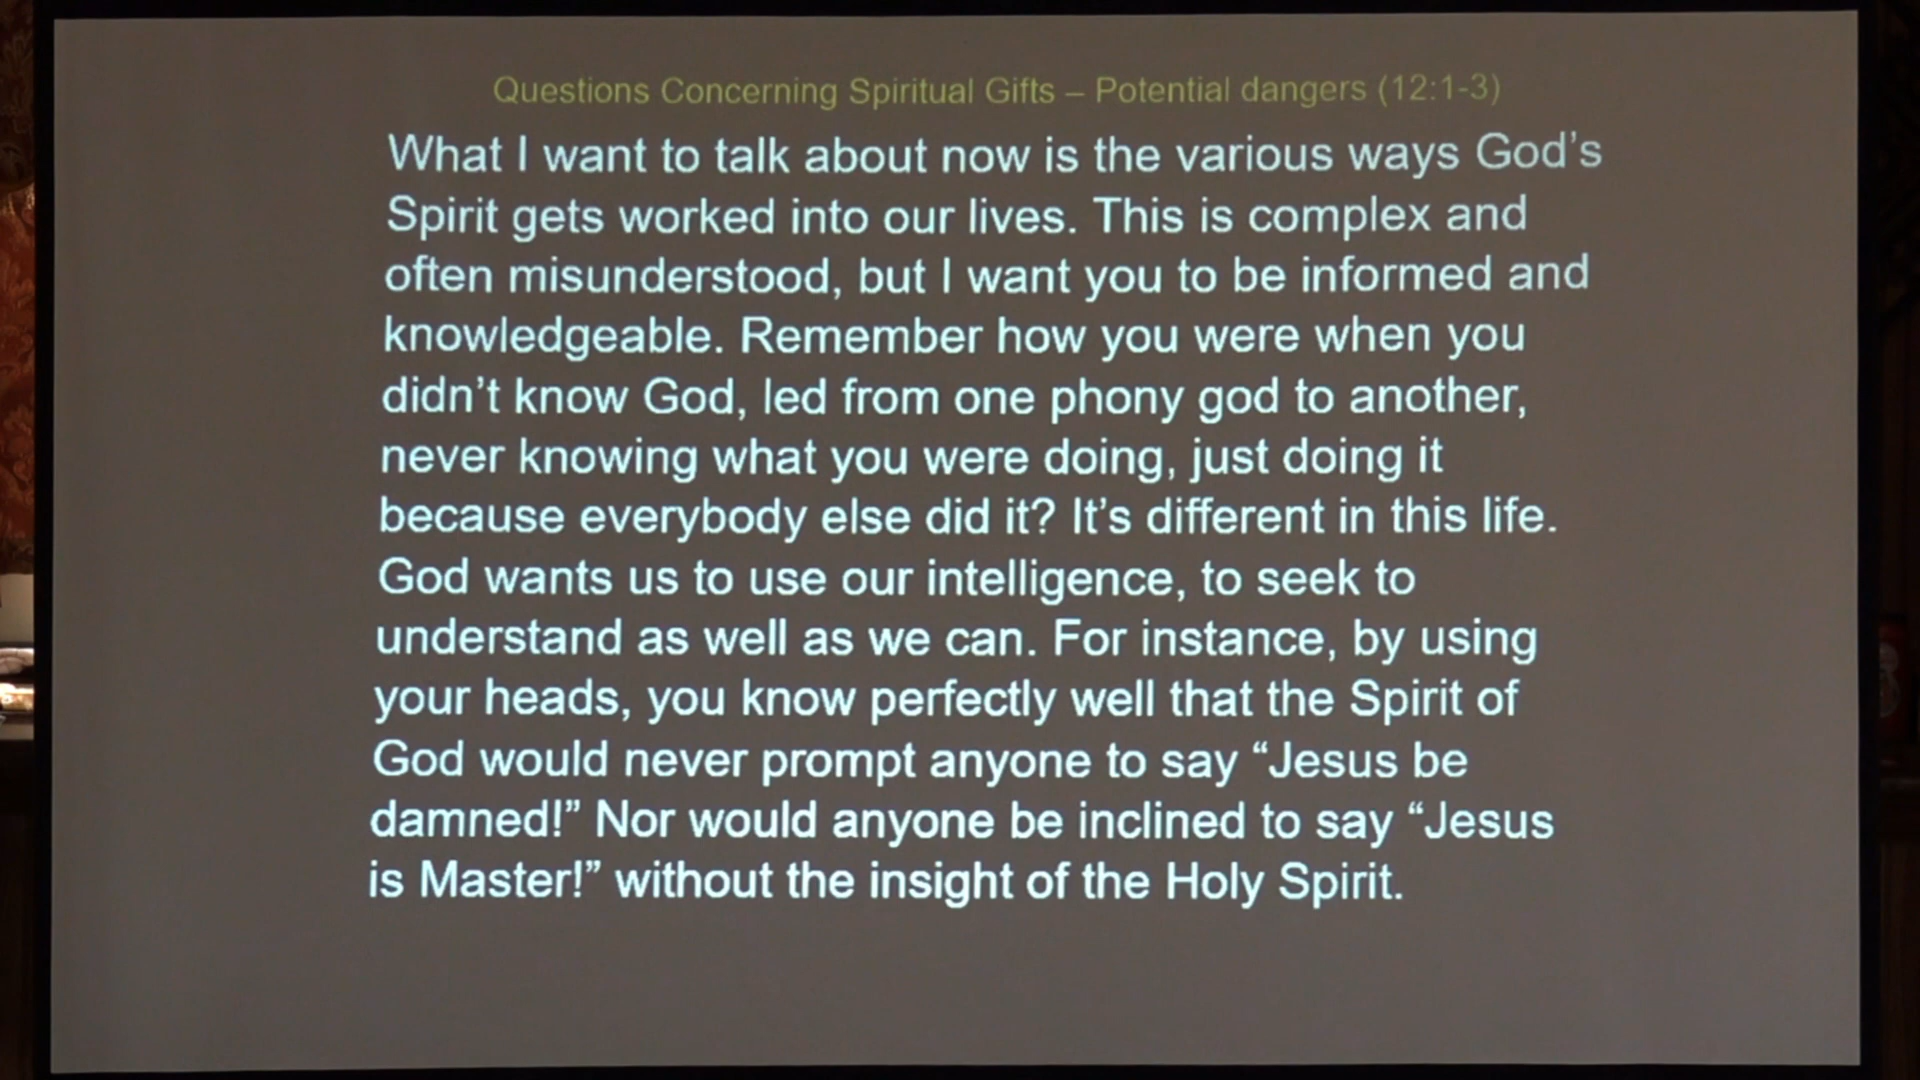 Questions Concerning Spiritual Gifts – Potential dangers (12:1-3)
What I want to talk about now is the various ways God’s
Spirit gets worked into our lives. This is complex and
often misunderstood, but I want you to be informed and
knowledgeable. Remember how you were when you
didn’t know God, led from one phony god to another,
never knowing what you were doing, just doing it
because everybody else did it? It’s different in this life.
God wants us to use our intelligence, to seek to
understand as well as we can. For instance, by using
your heads, you know perfectly well that the Spirit of
God would never prompt anyone to say “Jesus be
damned!” Nor would anyone be inclined to say “Jesus
is Master!” without the insight of the Holy Spirit.